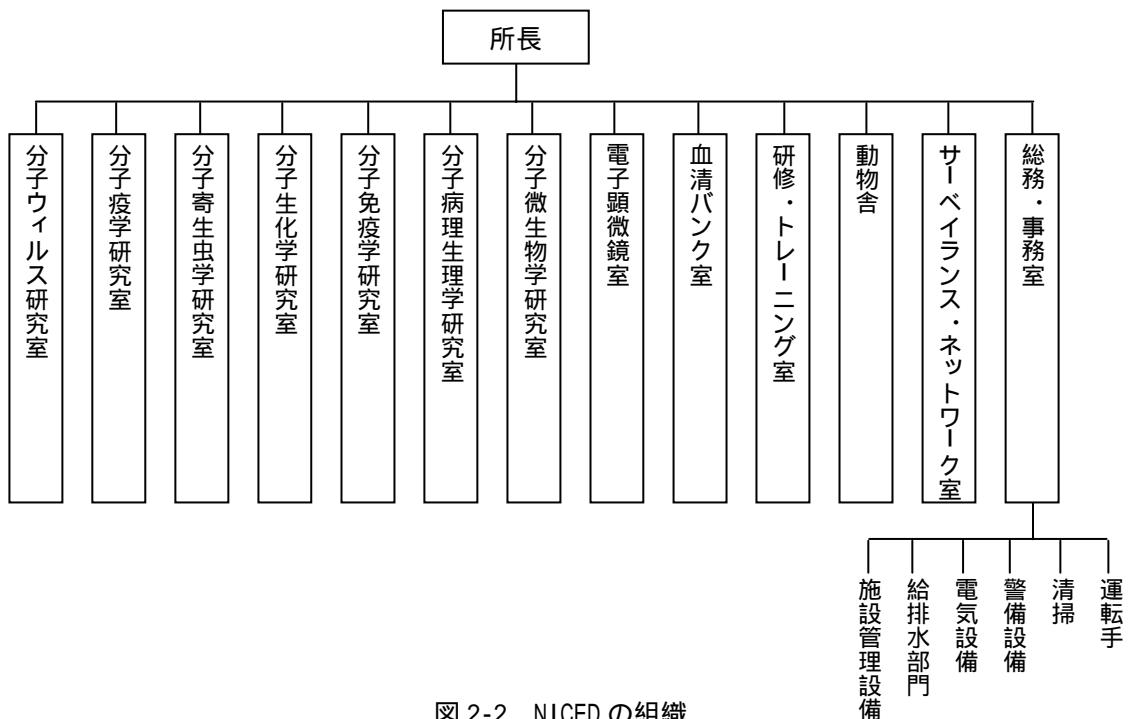 所長
分子ウィルス研究室
分子疫学研究室
分子寄生虫学研究室
分子生化学研究室
分子免疫学研究室
分子病理生理学研究室
分子微生物学研究室
電子顕微鏡室
血清バンク室
研修・トレーニング室
動物舎
サーベイランス・ネットワーク室
総務・事務室
施設管理設備
給排水部門
電気設備
警備設備
清掃
運転手
図 2-2 NICED の組織